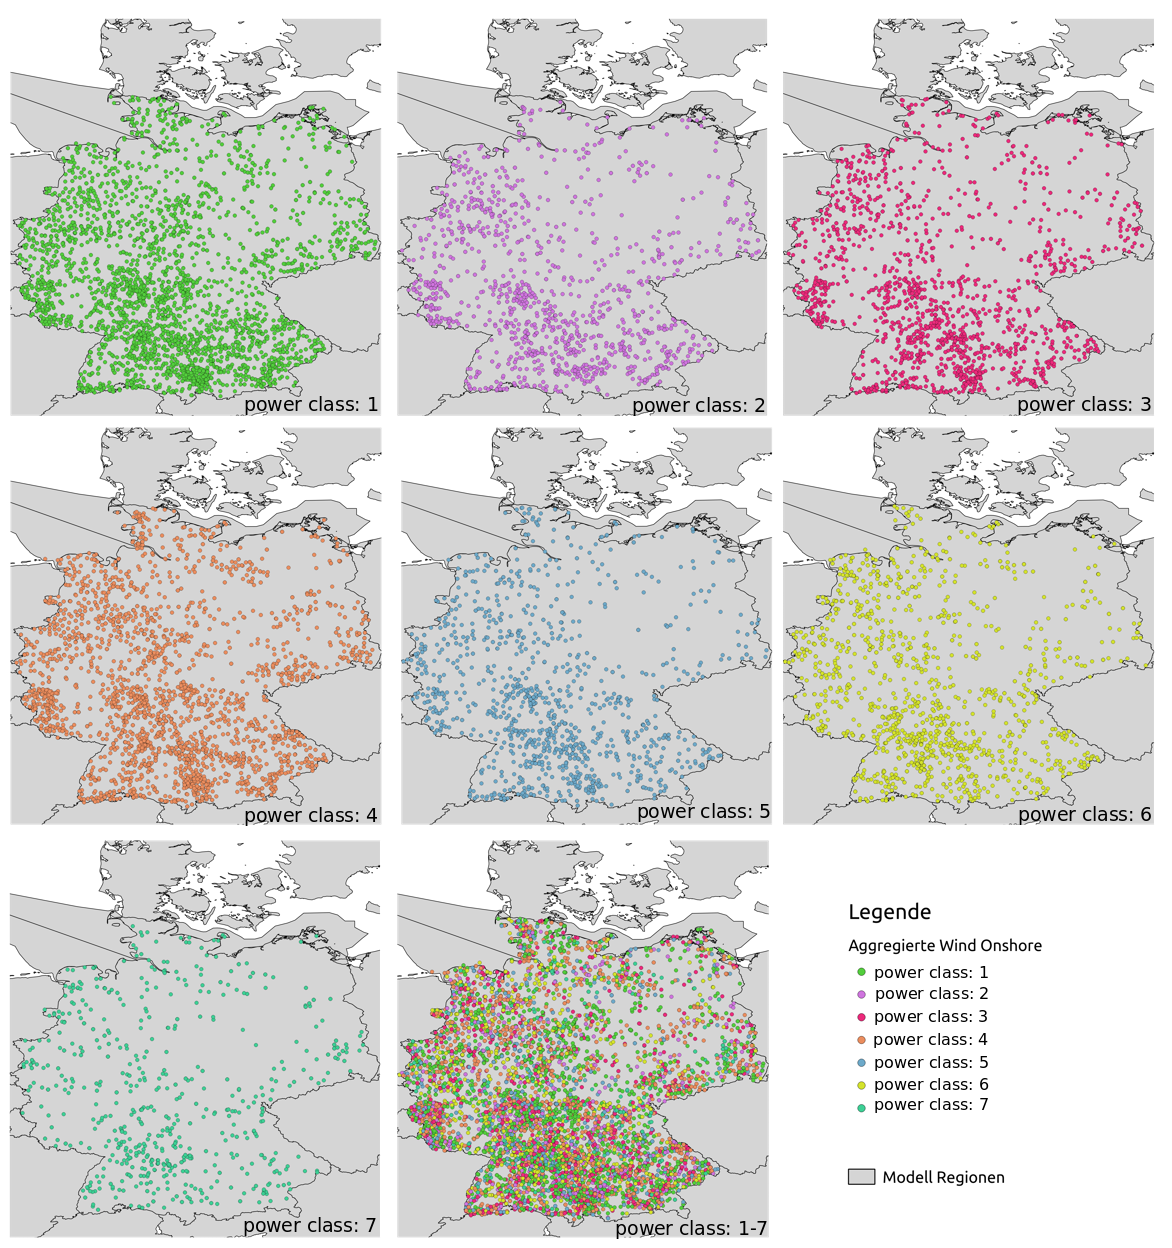 power class: 1
power class: 2
power class: 3
power class: 4
power class: 5
power class: 6
power class: 7
power class: 1-7
Legende
Aggregierte Wind Onshore
power class: 1
power class: 2
power class: 3
power class: 4
power class: 5
power class: 6
power class: 7
Modell Regionen